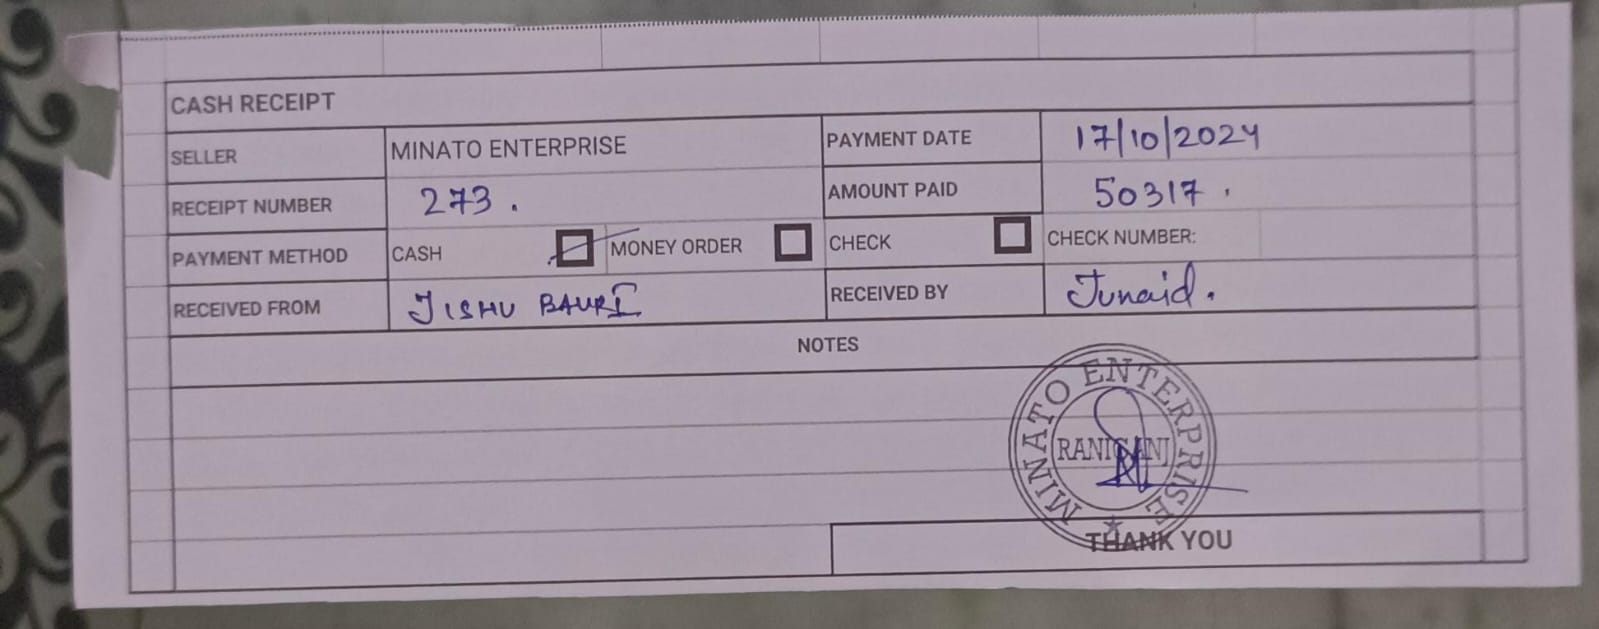 CASH RECEIPT
SELLER MINATO ENTERPRISE PAYMENT DATE 17/10/2024
RECEIPT NUMBER 273. AMOUNT PAID 50317.
PAYMENT METHOD CASH MONEY ORDER CHECK CHECK NUMBER:
RECEIVED FROM JISHU BAURI RECEIVED BY Junaid.
NOTES
MINATO ENTERPRISE
RANIGANJ
THANK YOU